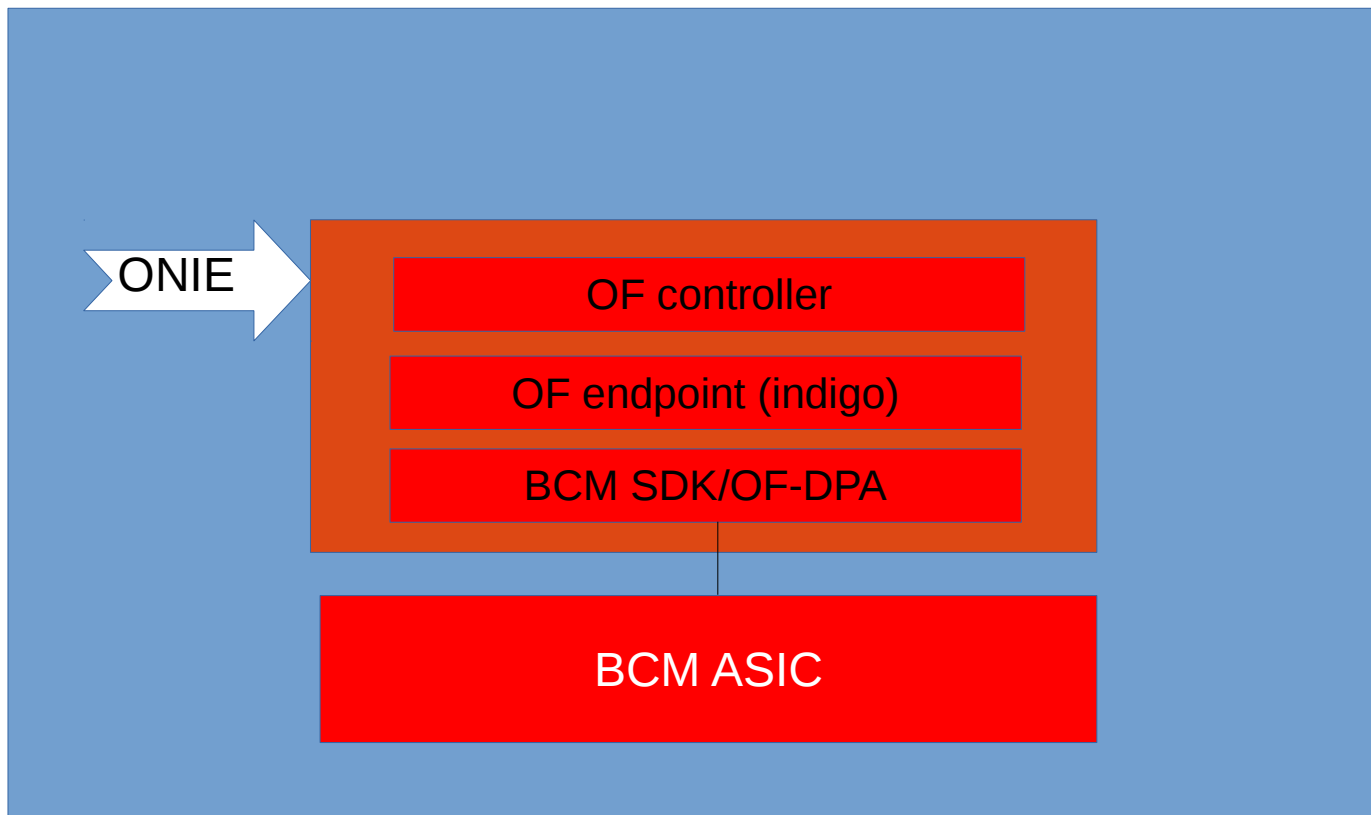 ONIE
OF controller
OF endpoint (indigo)
BCM SDK/OF-DPA
BCM ASIC